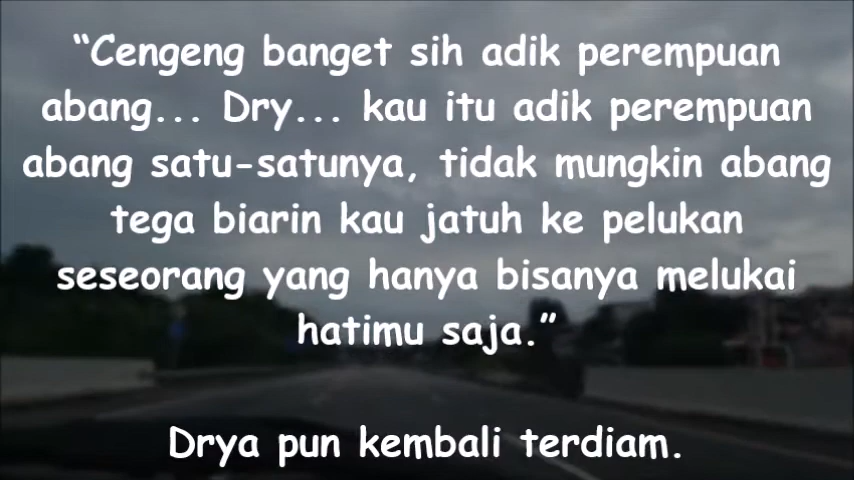 “Cengeng banget sih adik perempuan
abang... Dry... kau itu adik perempuan
abang satu-satunya, tidak mungkin abang
tega biarin kau jatuh ke pelukan
seseorang yang hanya bisanya melukai
hatimu saja.”
Drya pun kembali terdiam.